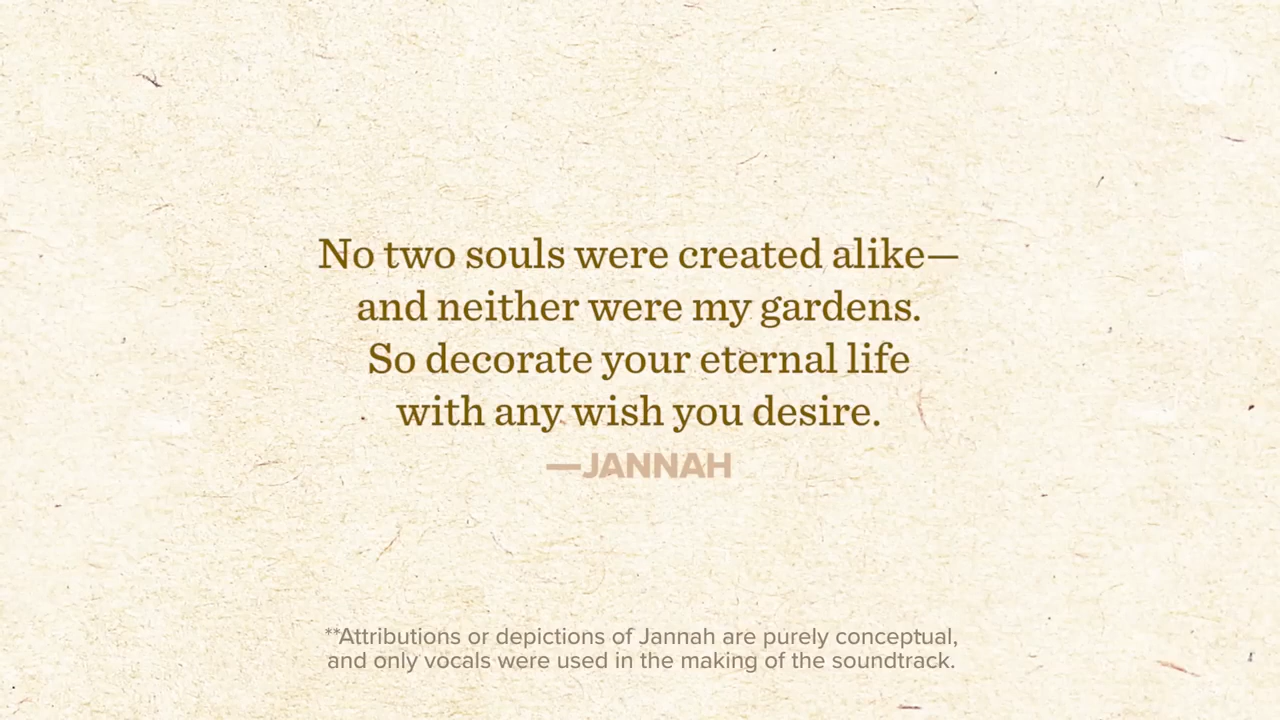 No two souls were created alike—
and neither were my gardens.
So decorate your eternal life
with any wish you desire.
—JANNAH
**Attributions or depictions of Jannah are purely conceptual,
and only vocals were used in the making of the soundtrack.